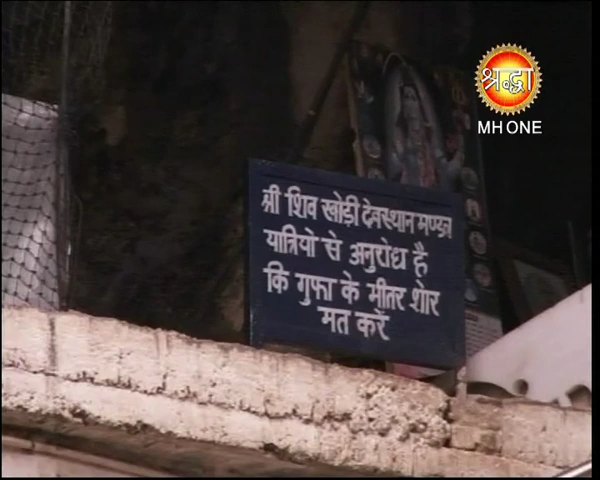 श्रद्धा
MH ONE
श्री शिव खोड़ी देवस्थान मण्डल
यात्रियों से अनुरोध है
कि गुफा के भीतर शोर
मत करें